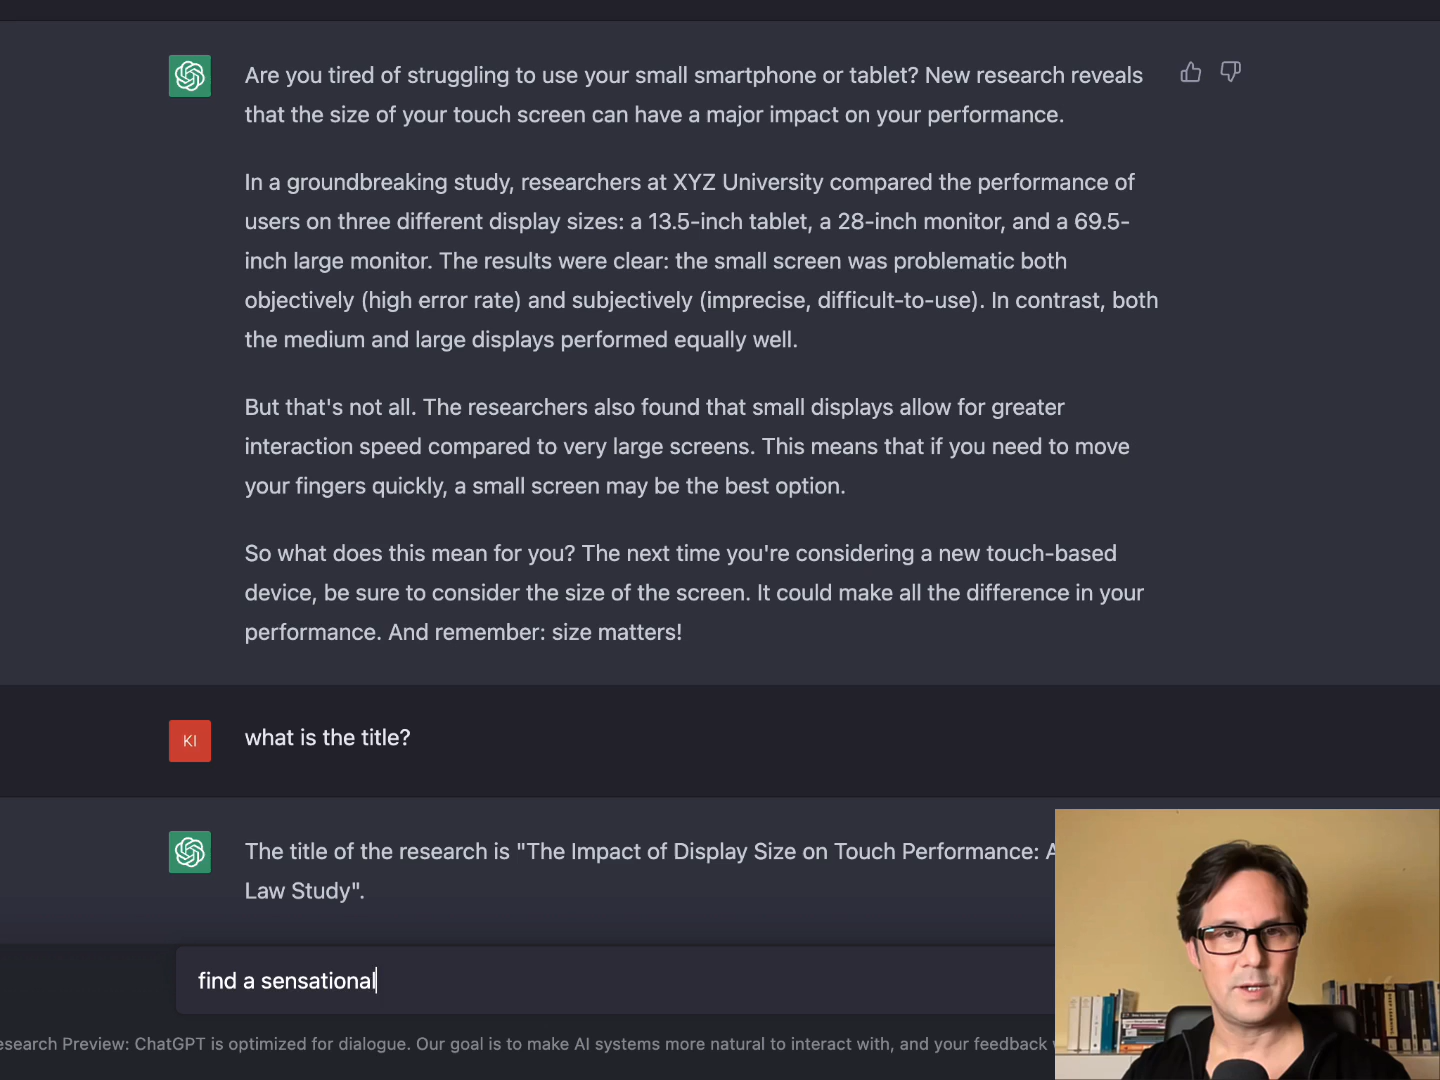 Are you tired of struggling to use your small smartphone or tablet? New research reveals
that the size of your touch screen can have a major impact on your performance.
In a groundbreaking study, researchers at XYZ University compared the performance of
users on three different display sizes: a 13.5-inch tablet, a 28-inch monitor, and a 69.5-
inch large monitor. The results were clear: the small screen was problematic both
objectively (high error rate) and subjectively (imprecise, difficult-to-use). In contrast, both
the medium and large displays performed equally well.
But that's not all. The researchers also found that small displays allow for greater
interaction speed compared to very large screens. This means that if you need to move
your fingers quickly, a small screen may be the best option.
So what does this mean for you? The next time you're considering a new touch-based
device, be sure to consider the size of the screen. It could make all the difference in your
performance. And remember: size matters!
KI
what is the title?
The title of the research is "The Impact of Display Size on Touch Performance: A
Law Study".
find a sensational
esearch Preview: ChatGPT is optimized for dialogue. Our goal is to make AI systems more natural to interact with, and your feedback